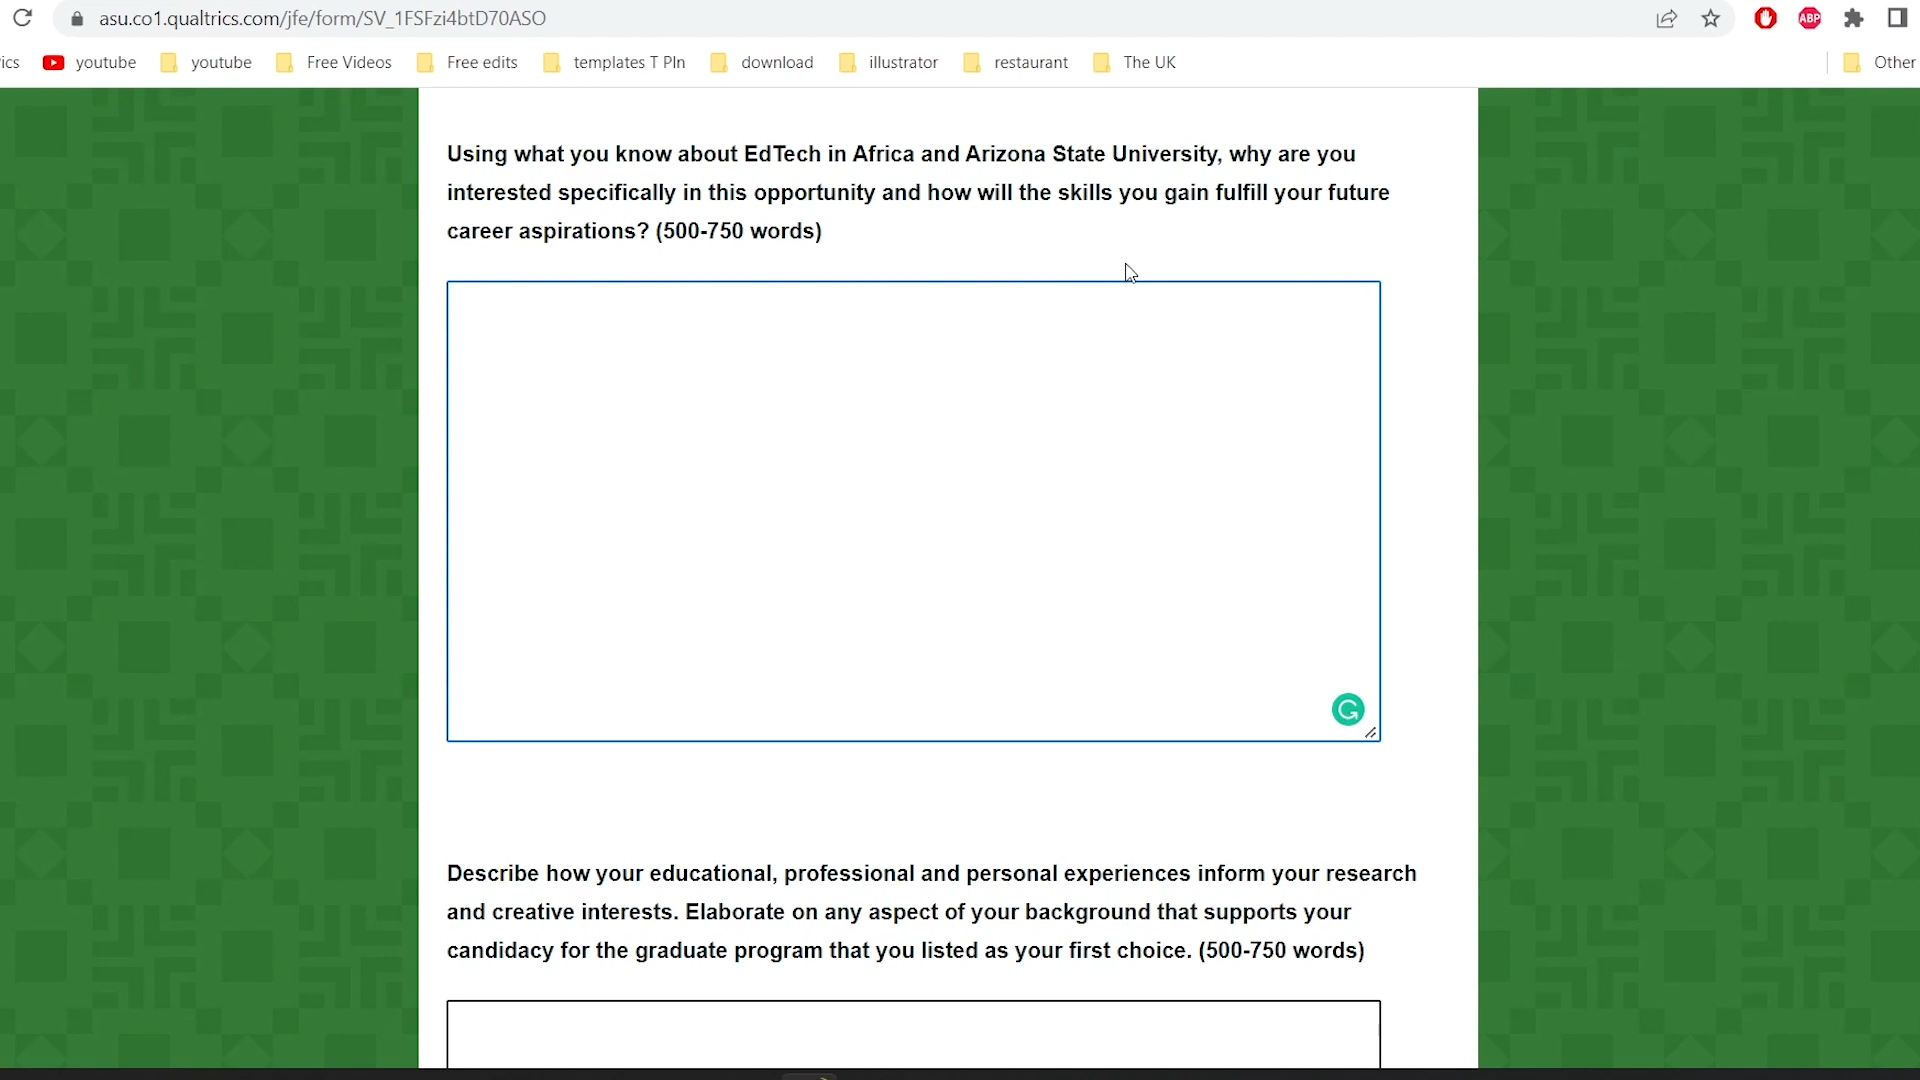 asu.co1.qualtrics.com/jfe/form/SV_1FSFzi4btD70ASO
ABP
ics youtube youtube Free Videos Free edits templates T Pln download illustrator restaurant The UK Other
Using what you know about EdTech in Africa and Arizona State University, why are you
interested specifically in this opportunity and how will the skills you gain fulfill your future
career aspirations? (500-750 words)
Describe how your educational, professional and personal experiences inform your research
and creative interests. Elaborate on any aspect of your background that supports your
candidacy for the graduate program that you listed as your first choice. (500-750 words)